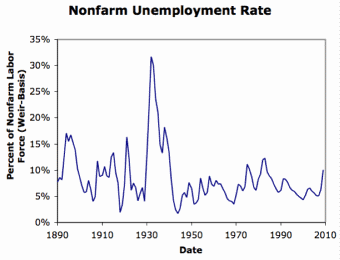 Nonfarm Unemployment Rate
Percent of Nonfarm Labor
Force (Weir-Basis)
35%
30%
25%
20%
15%
10%
5%
0%
1890 1910 1930 1950 1970 1990 2010
Date